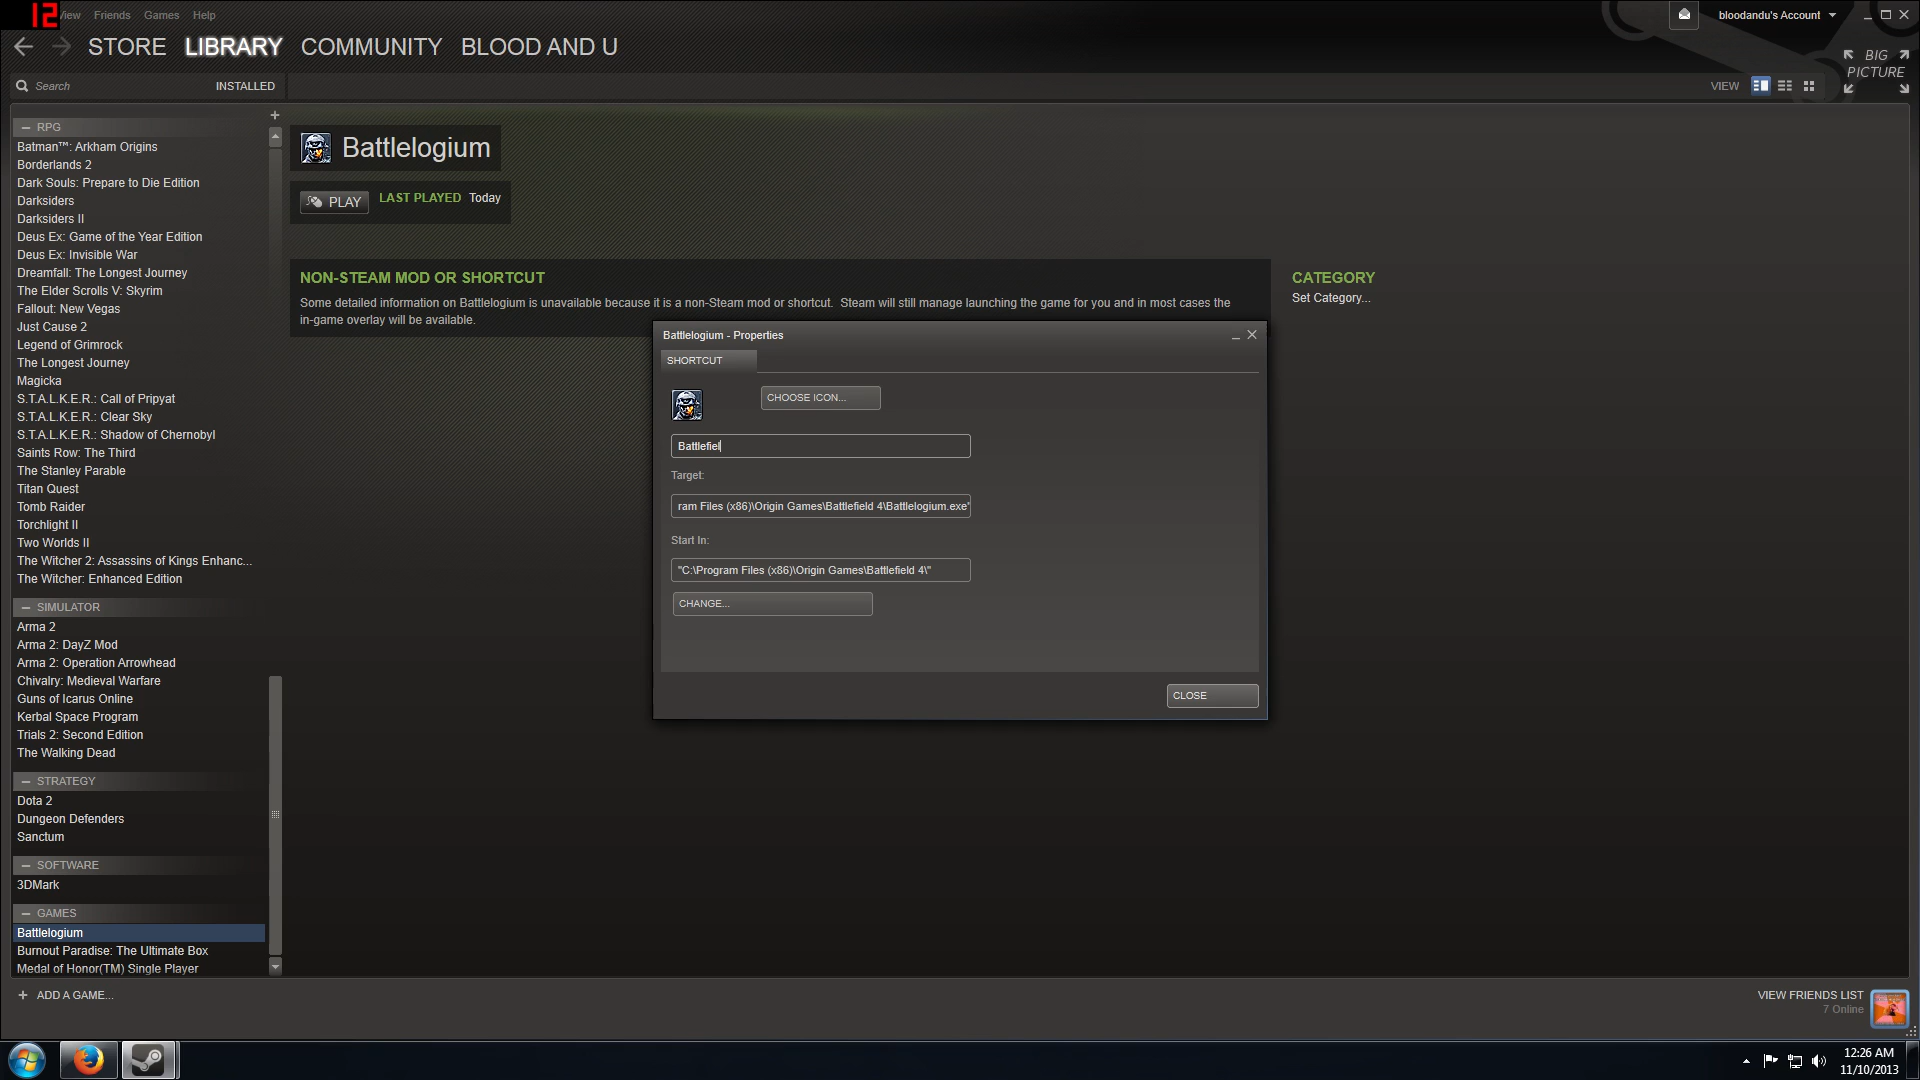 12
View Friends Games Help
bloodandu's Account
STORE LIBRARY COMMUNITY BLOOD AND U
BIG PICTURE
Search
INSTALLED
VIEW
RPG
Batman™: Arkham Origins
Borderlands 2
Dark Souls: Prepare to Die Edition
Darksiders
Darksiders II
Deus Ex: Game of the Year Edition
Deus Ex: Invisible War
Dreamfall: The Longest Journey
The Elder Scrolls V: Skyrim
Fallout: New Vegas
Just Cause 2
Legend of Grimrock
The Longest Journey
Magicka
S.T.A.L.K.E.R.: Call of Pripyat
S.T.A.L.K.E.R.: Clear Sky
S.T.A.L.K.E.R.: Shadow of Chernobyl
Saints Row: The Third
The Stanley Parable
Titan Quest
Tomb Raider
Torchlight II
Two Worlds II
The Witcher 2: Assassins of Kings Enhanc...
The Witcher: Enhanced Edition
SIMULATOR
Arma 2
Arma 2: DayZ Mod
Arma 2: Operation Arrowhead
Chivalry: Medieval Warfare
Guns of Icarus Online
Kerbal Space Program
Trials 2: Second Edition
The Walking Dead
STRATEGY
Dota 2
Dungeon Defenders
Sanctum
SOFTWARE
3DMark
GAMES
Battlelogium
Burnout Paradise: The Ultimate Box
Medal of Honor(TM) Single Player
ADD A GAME...
Battlelogium
PLAY
LAST PLAYED Today
NON-STEAM MOD OR SHORTCUT
Some detailed information on Battlelogium is unavailable because it is a non-Steam mod or shortcut. Steam will still manage launching the game for you and in most cases the
in-game overlay will be available.
CATEGORY
Set Category...
Battlelogium - Properties
SHORTCUT
CHOOSE ICON...
Battlefiel
Target:
ram Files (x86)\Origin Games\Battlefield 4\Battlelogium.exe"
Start In:
"C:\Program Files (x86)\Origin Games\Battlefield 4\"
CHANGE...
CLOSE
VIEW FRIENDS LIST
7 Online
12:26 AM
11/10/2013